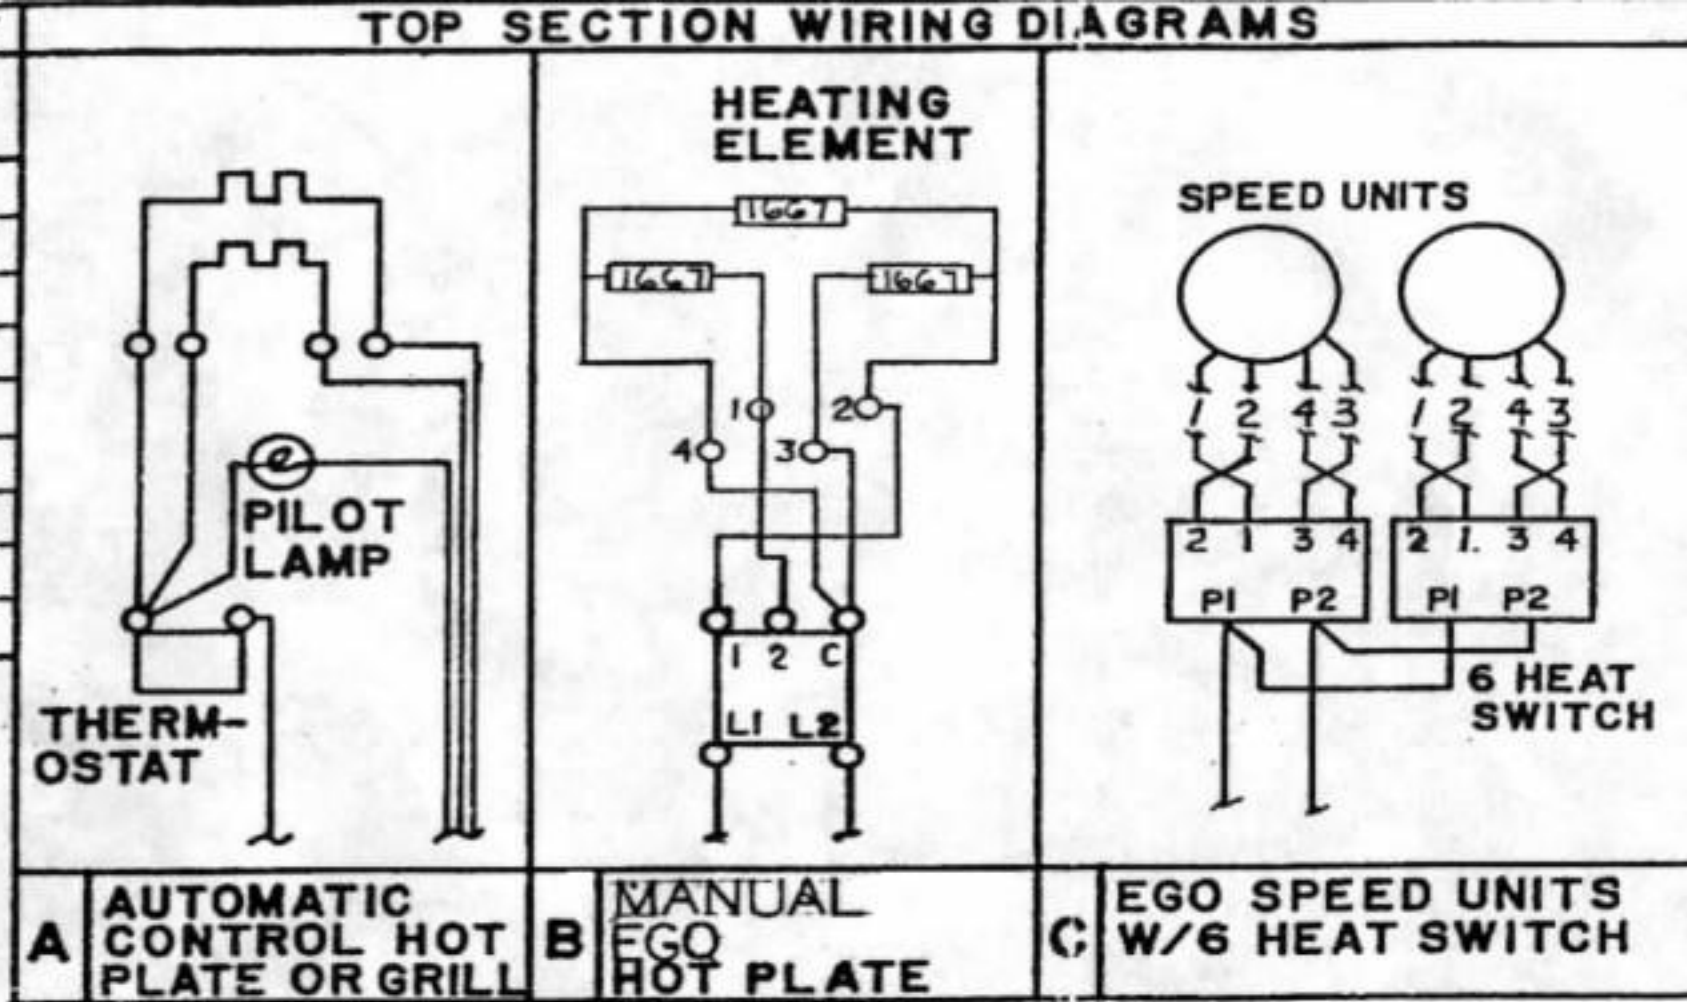 TOP SECTION WIRING DIAGRAMS
PILOT
LAMP
THERM-
OSTAT
A
AUTOMATIC
CONTROL HOT
PLATE OR GRILL
HEATING
ELEMENT
1667
1667 1667
1 2
4 3
1 2 C
L1 L2
B
MANUAL
EGO
HOT PLATE
SPEED UNITS
1 2 4 3 1 2 4 3
2 1 3 4 2 1. 3 4
P1 P2 P1 P2
6 HEAT
SWITCH
C
EGO SPEED UNITS
W/6 HEAT SWITCH